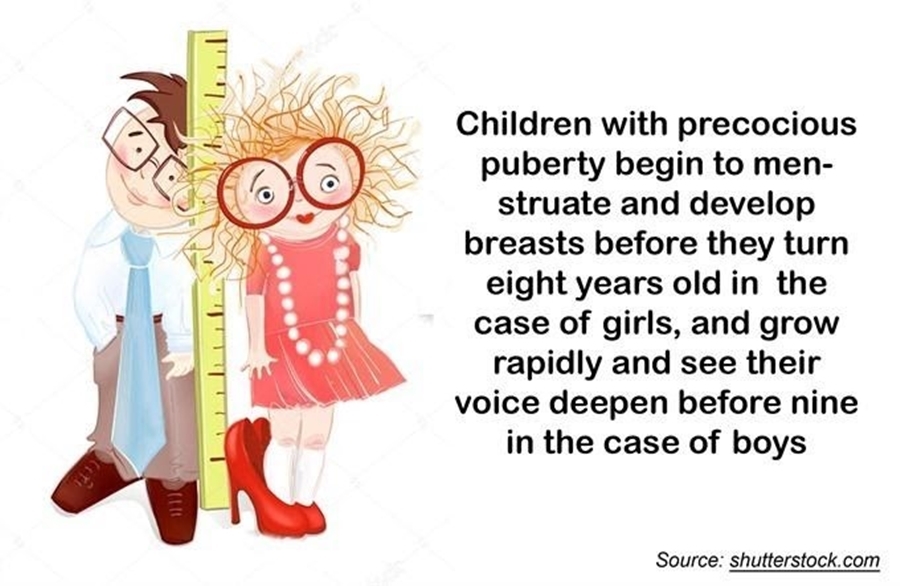 Children with precocious
puberty begin to men-
struate and develop
breasts before they turn
eight years old in  the
case of girls, and grow
rapidly and see their
voice deepen before nine
in the case of boys
Source: shutterstock.com